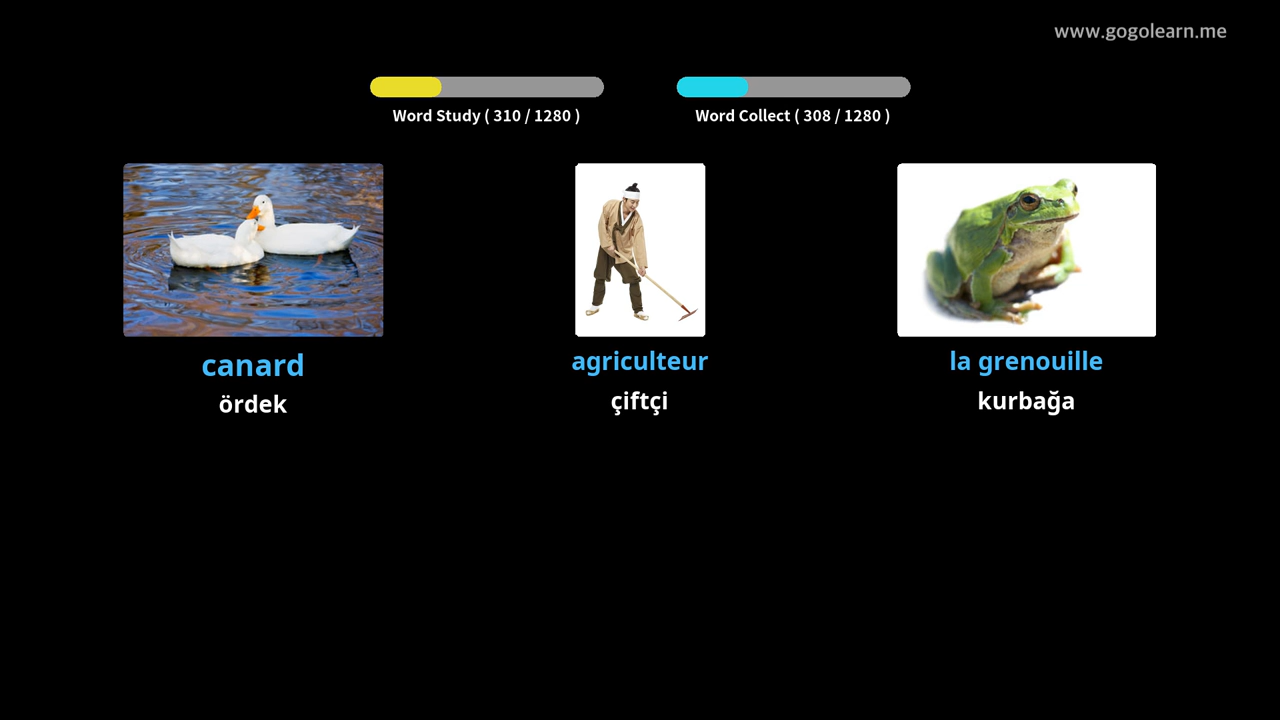 www.gogolearn.me
Word Study ( 310 / 1280 )
Word Collect ( 308 / 1280 )
canard
ördek
agriculteur
çiftçi
la grenouille
kurbağa